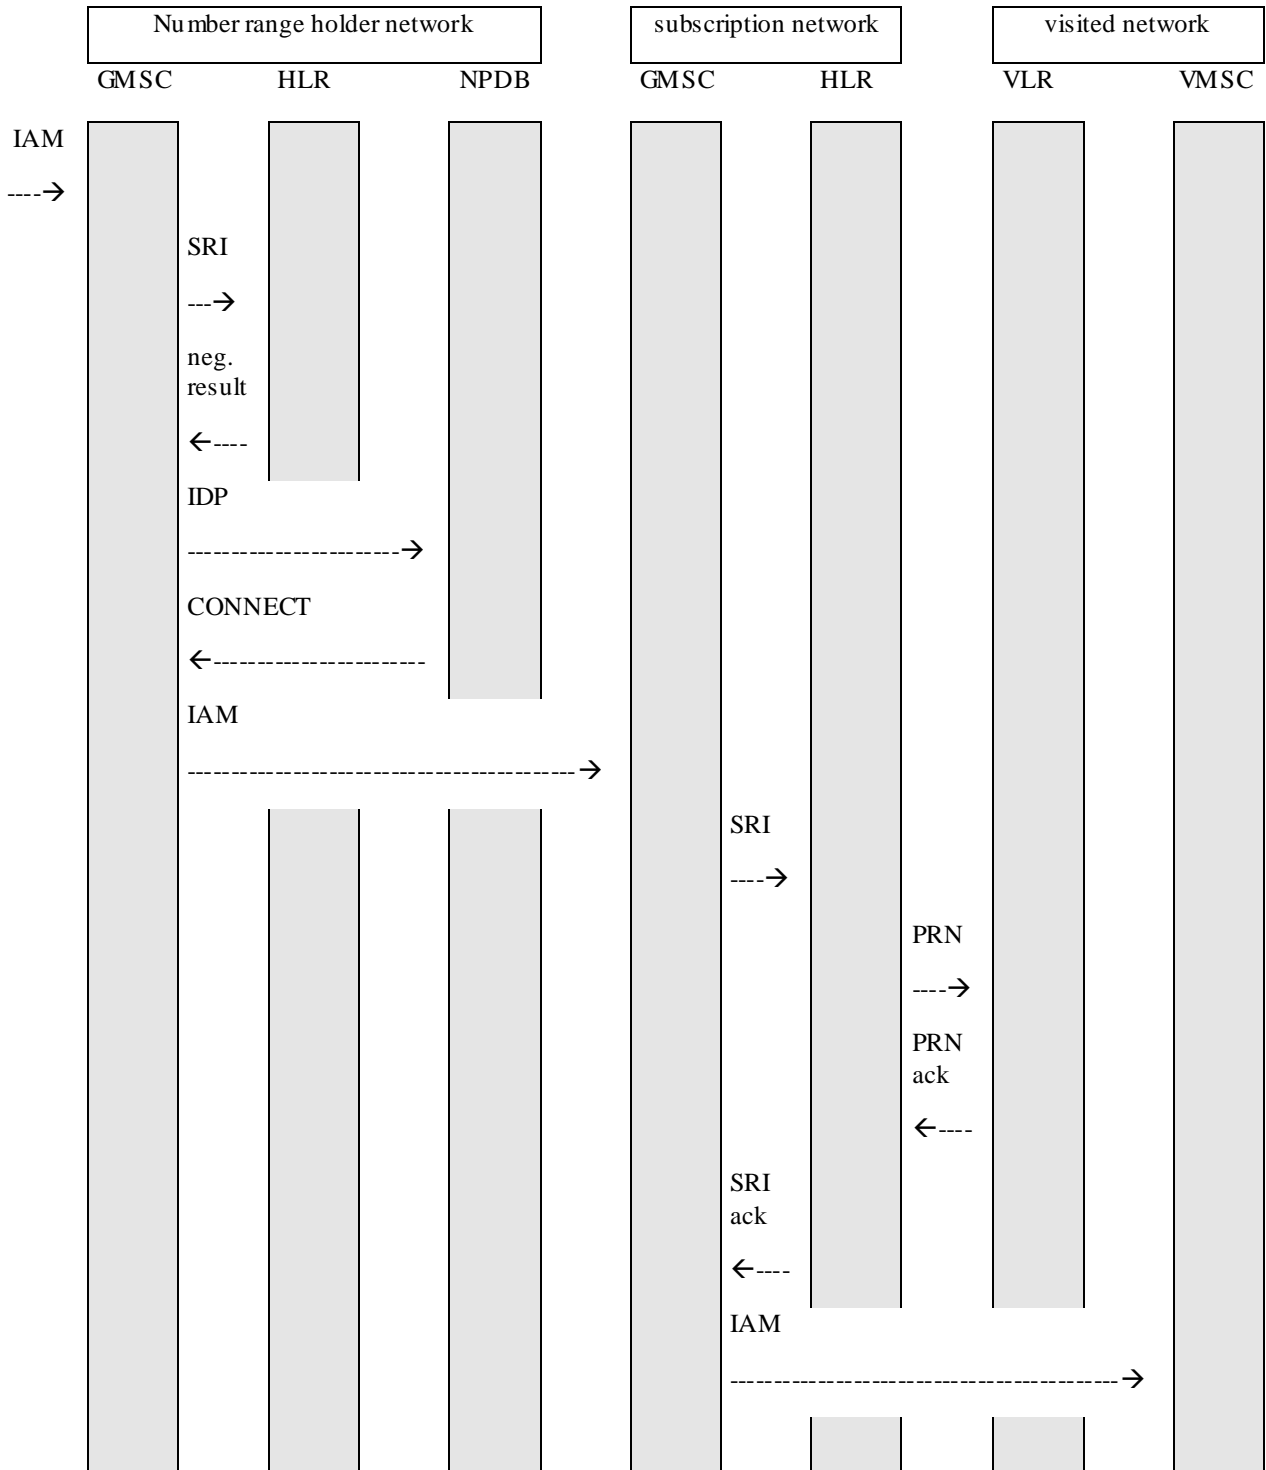 Number range holder network
subscription network
visited network
GMSC HLR NPDB GMSC HLR VLR VMSC
IAM
---->
SRI
--->
neg.
result
<----
IDP
------------------------>
CONNECT
<------------------------
IAM
-------------------------------------------->
SRI
---->
PRN
---->
PRN
ack
<----
SRI
ack
<----
IAM
-------------------------------------------->